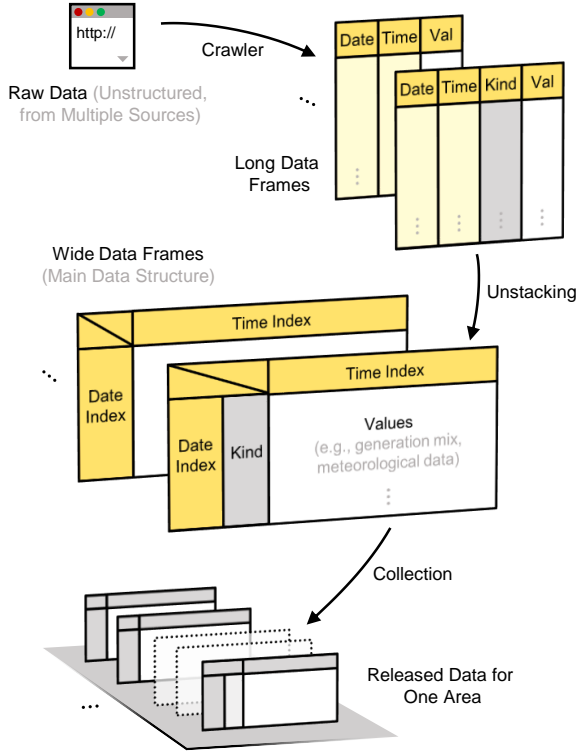 http://
Crawler
Raw Data (Unstructured,
from Multiple Sources)
...
Date Time Val
Date Time Kind Val
Long Data
Frames
Wide Data Frames
(Main Data Structure)
Unstacking
...
Time Index
Date
Index
Time Index
Date
Index
Kind
Values
(e.g., generation mix,
meteorological data)
Collection
Released Data for
One Area
...